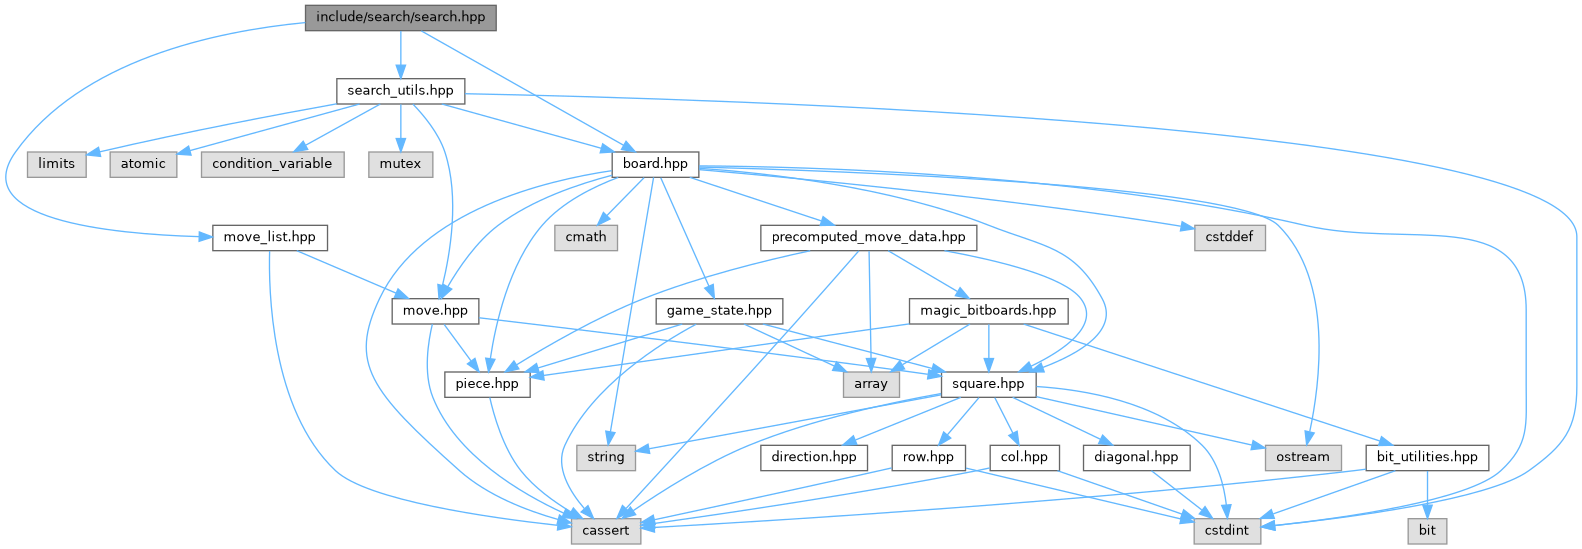 include/search/search.hpp
search_utils.hpp
limits
atomic
condition_variable
mutex
board.hpp
move_list.hpp
cmath
precomputed_move_data.hpp
cstddef
move.hpp
game_state.hpp
magic_bitboards.hpp
piece.hpp
array
square.hpp
string
direction.hpp
row.hpp
col.hpp
diagonal.hpp
ostream
bit_utilities.hpp
cassert
cstdint
bit